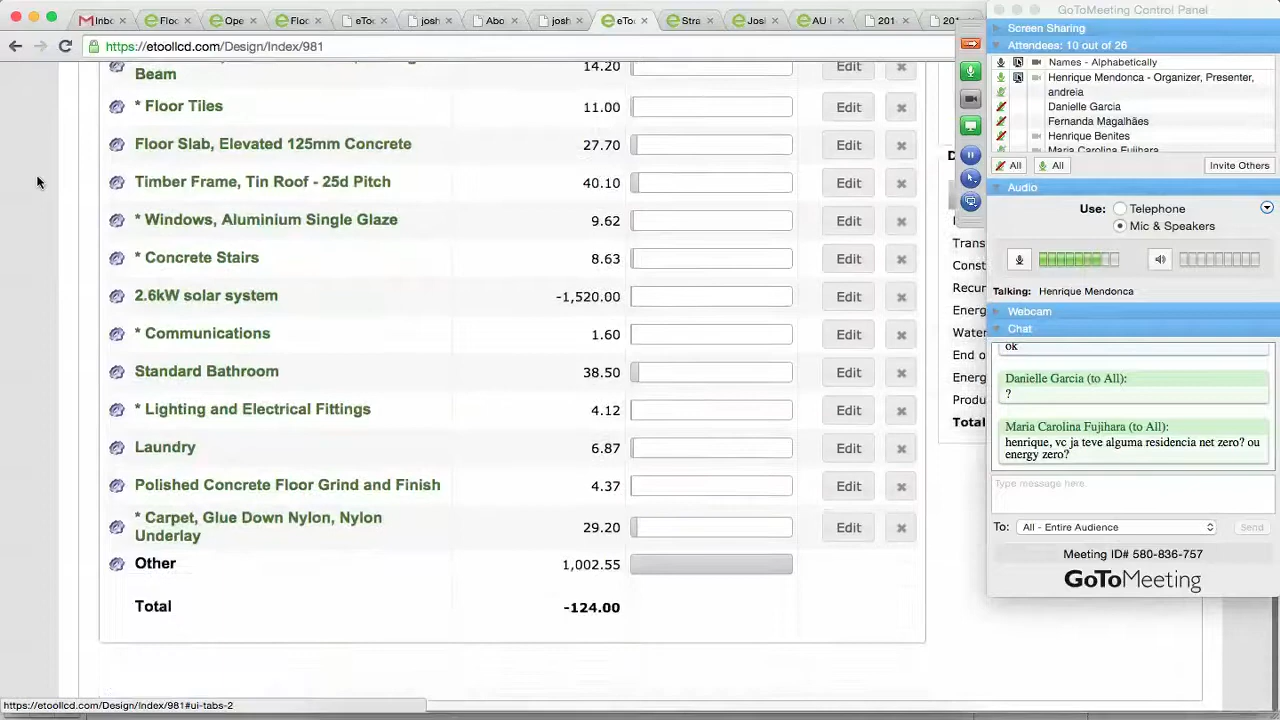 Inbo
Floo
Ope
Floo
eToo
josh
Abo
josh
eToo
Stra
Josh
AU I
201
201
GoToMeeting Control Panel
https://etoollcd.com/Design/Index/981
Screen Sharing
Attendees: 10 out of 26
Names - Alphabetically
Henrique Mendonca - Organizer, Presenter,
andreia
Danielle Garcia
Fernanda Magalhães
Henrique Benites
Maria Carolina Fujihara
All
All
Invite Others
Audio
Use: Telephone
Mic & Speakers
Talking: Henrique Mendonca
Webcam
Chat
ok
Danielle Garcia (to All):
?
Maria Carolina Fujihara (to All):
henrique, vc ja teve alguma residencia net zero? ou
energy zero?
Type message here.
To: All - Entire Audience Send
Meeting ID# 580-836-757
GoToMeeting
Beam 14.20 Edit
* Floor Tiles 11.00 Edit
Floor Slab, Elevated 125mm Concrete 27.70 Edit
Timber Frame, Tin Roof - 25d Pitch 40.10 Edit
* Windows, Aluminium Single Glaze 9.62 Edit
* Concrete Stairs 8.63 Edit
2.6kW solar system -1,520.00 Edit
* Communications 1.60 Edit
Standard Bathroom 38.50 Edit
* Lighting and Electrical Fittings 4.12 Edit
Laundry 6.87 Edit
Polished Concrete Floor Grind and Finish 4.37 Edit
* Carpet, Glue Down Nylon, Nylon
Underlay 29.20 Edit
Other 1,002.55
Total -124.00
Trans
Const
Recur
Energ
Water
End o
Energ
Produ
Total
https://etoollcd.com/Design/Index/981#ui-tabs-2